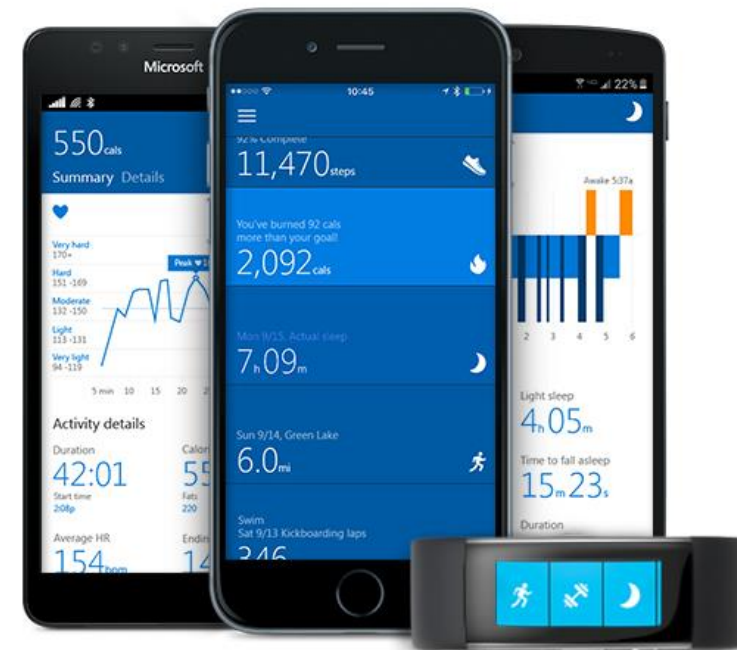 Microsoft
550cals
Summary Details
Very hard
170+
Peak
Hard
151 -169
Moderate
132 -150
Light
113 -131
Very light
94 -119
5 min 10 15 20
Activity details
Duration
42:01
Start time
2:08p
Fats
220
Average HR
154bpm
10:45
92% Complete
11,470steps
You've burned 92 cals
more than your goal!
2,092cals
Mon 9/15, Actual sleep
7h09m
Sun 9/14, Green Lake
6.0mi
Swim
Sat 9/13 Kickboarding laps
346
22%
Awake 5:37a
2 3 4 5 6
Light sleep
4h05m
Time to fall asleep
15m23s
Duration